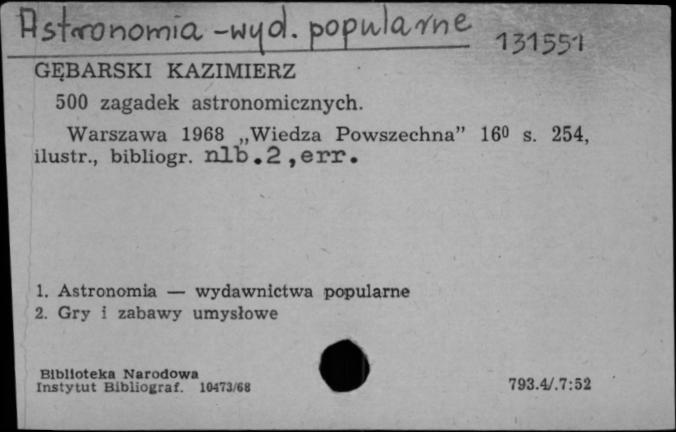 Astronomia - wyd. popularne
131551
GĘBARSKI KAZIMIERZ
500 zagadek astronomicznych.
Warszawa 1968 „Wiedza Powszechna” 16⁰ s. 254,
ilustr., bibliogr. nlb.2,err.
1. Astronomia — wydawnictwa popularne
2. Gry i zabawy umysłowe
Biblioteka Narodowa
Instytut Bibliograf. 10473/68
793.4/.7:52